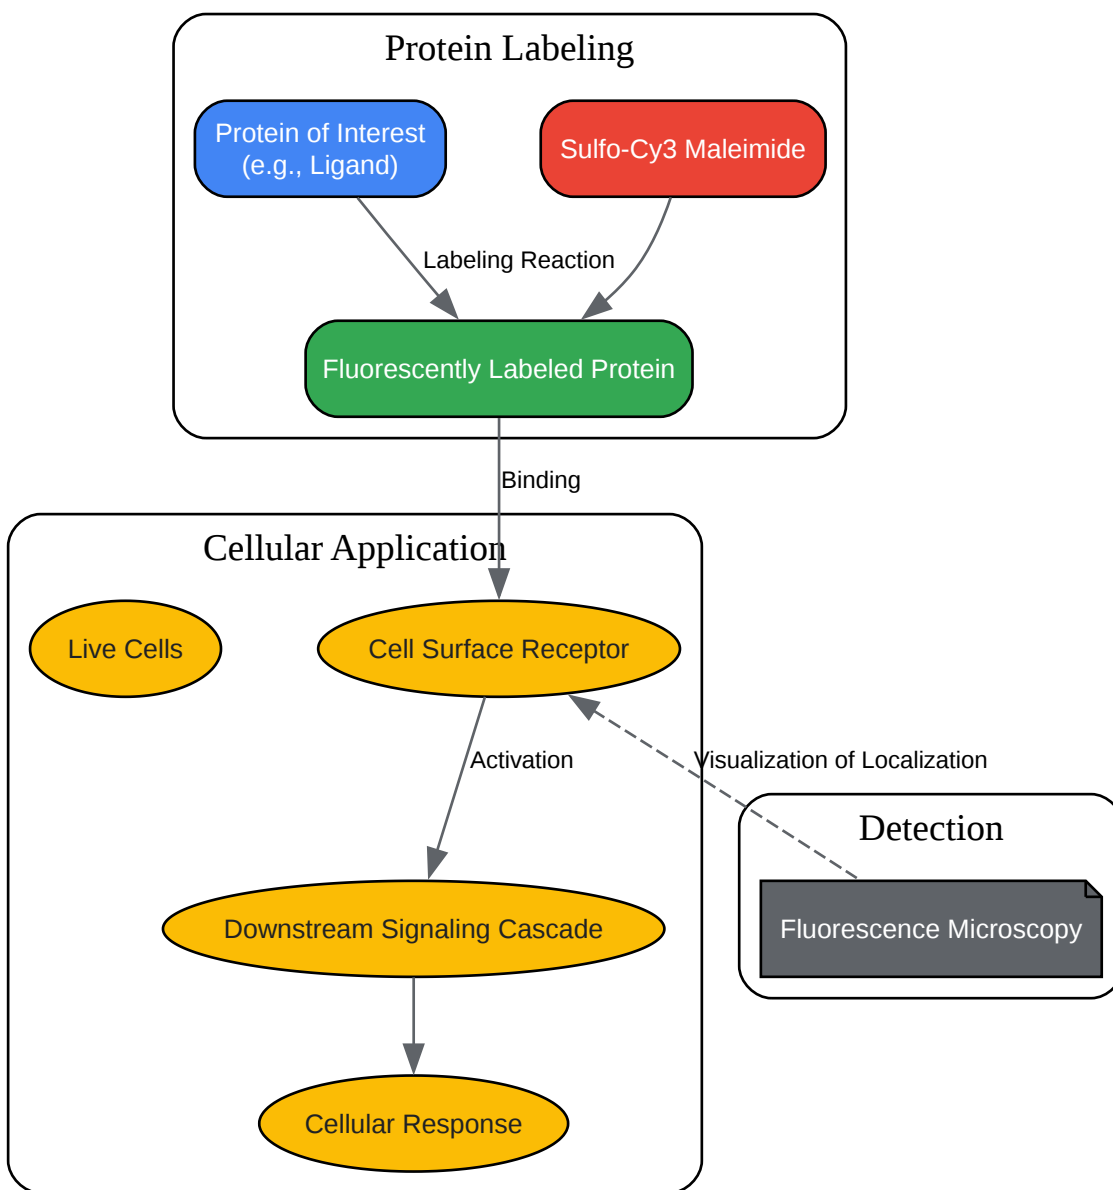 Protein Labeling
Protein of Interest
(e.g., Ligand)
Sulfo-Cy3 Maleimide
Labeling Reaction
Fluorescently Labeled Protein
Binding
Cellular Application
Live Cells
Cell Surface Receptor
Activation
Visualization of Localization
Detection
Downstream Signaling Cascade
Fluorescence Microscopy
Cellular Response